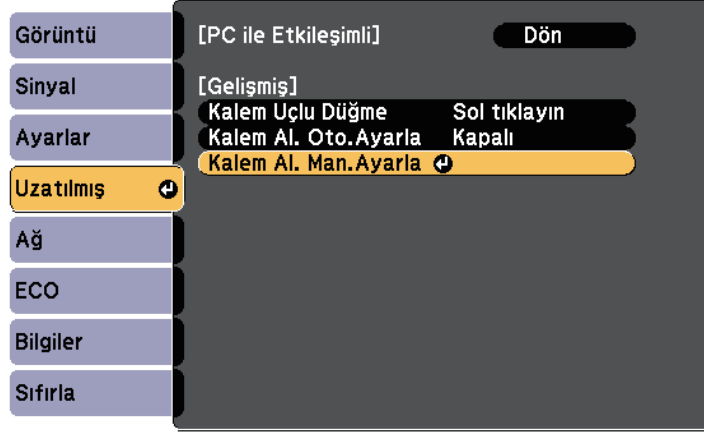 Görüntü
Sinyal
Ayarlar
Uzatılmış
Ağ
ECO
Bilgiler
Sıfırla
[PC ile Etkileşimli] Dön
[Gelişmiş]
Kalem Uçlu Düğme Sol tıklayın
Kalem Al. Oto.Ayarla Kapalı
Kalem Al. Man.Ayarla